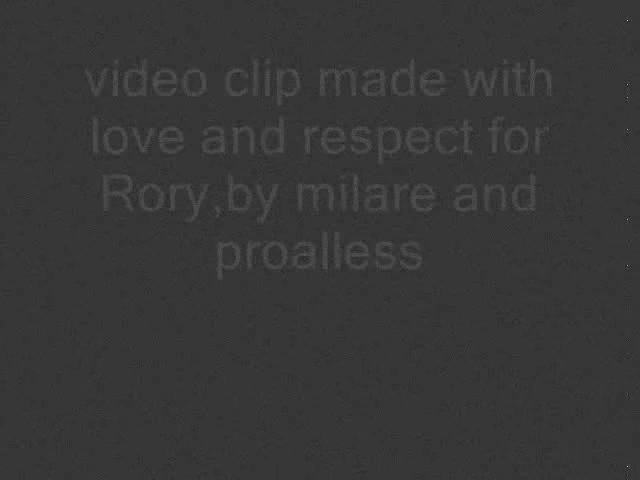 video clip made with
love and respect for
Rory,by milare and
proalless